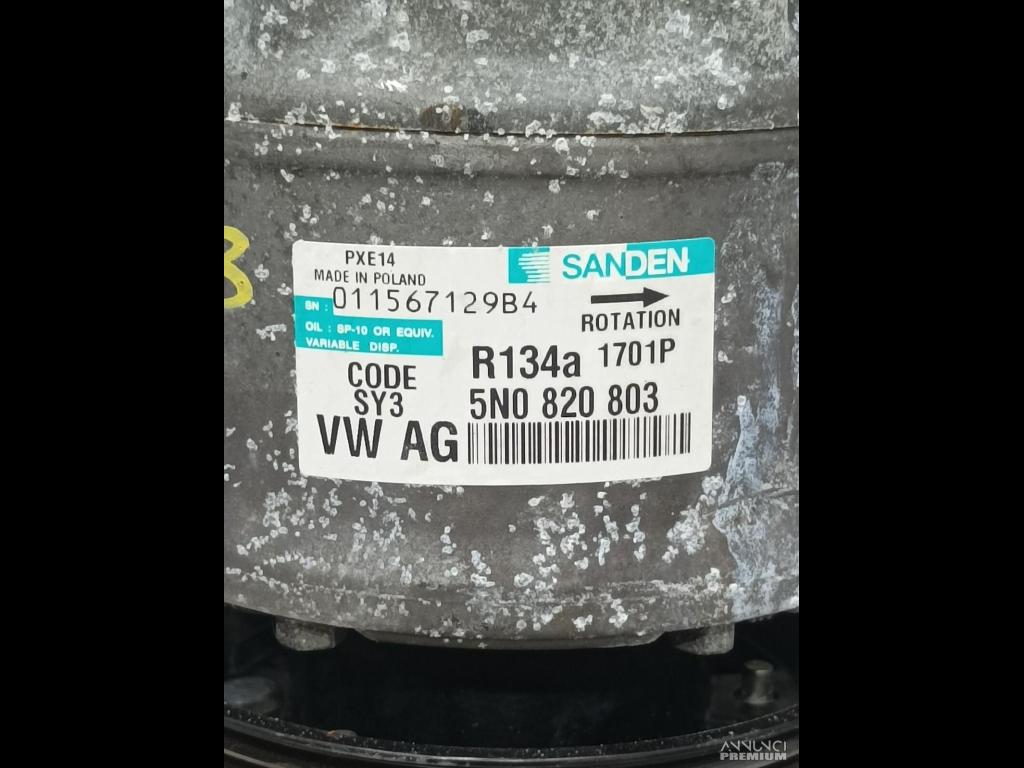 8
PXE14
MADE IN POLAND
SANDEN
SN : 011567129B4
ROTATION
OIL : SP-10 OR EQUIV.
VARIABLE DISP.
R134a 1701P
CODE
SY3
5N0 820 803
VW AG
ANNUNCI
PREMIUM